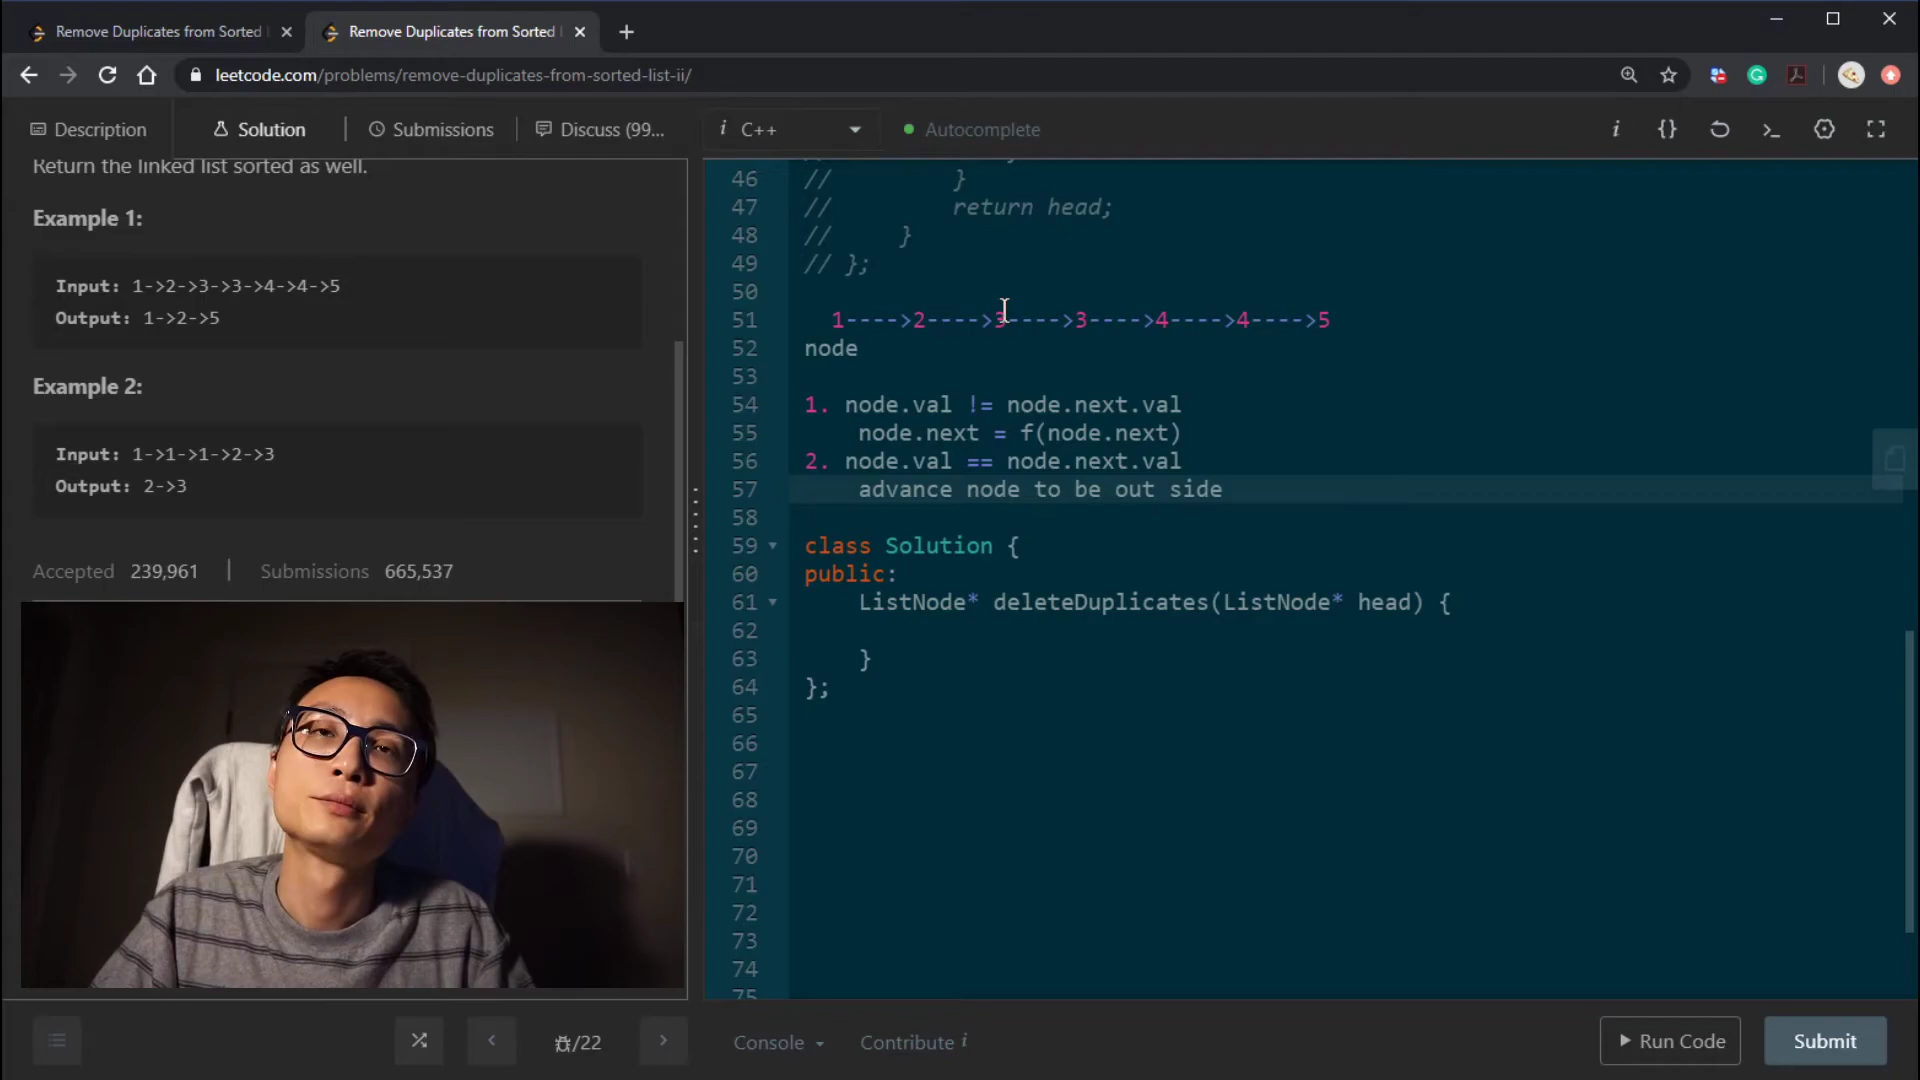 Remove Duplicates from Sorted
Remove Duplicates from Sorted
leetcode.com/problems/remove-duplicates-from-sorted-list-ii/
Description
Solution
Submissions
Discuss (99...
i C++
Autocomplete
Return the linked list sorted as well.
Example 1:
Input: 1->2->3->3->4->4->5
Output: 1->2->5
Example 2:
Input: 1->1->1->2->3
Output: 2->3
Accepted 239,961 | Submissions 665,537
46 // }
47 // return head;
48 // }
49 // };
50
51 1---->2---->3---->3---->4---->4---->5
52 node
53
54 1. node.val != node.next.val
55 node.next = f(node.next)
56 2. node.val == node.next.val
57 advance node to be out side
58
59 class Solution {
60 public:
61 ListNode* deleteDuplicates(ListNode* head) {
62
63 }
64 };
65
66
67
68
69
70
71
72
73
74
75
/22
Console
Contribute i
Run Code
Submit